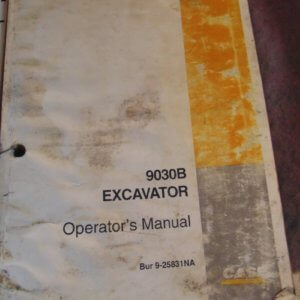 9030B
EXCAVATOR
Operator's Manual
Bur 9-25831NA
CASE